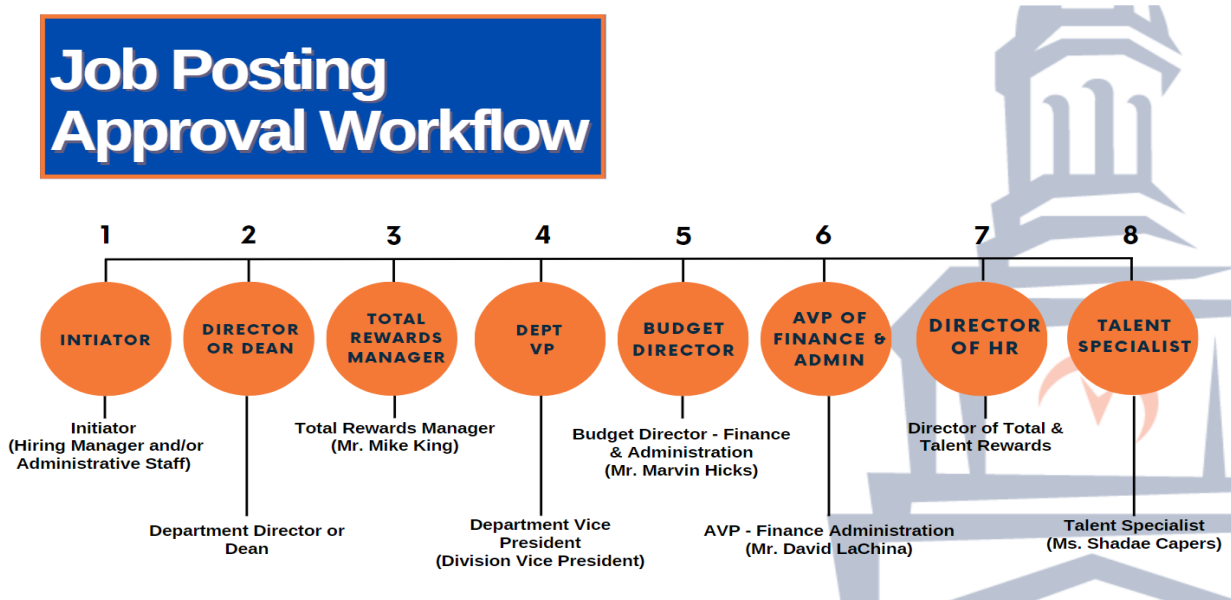 Job Posting
Approval Workflow
1
2
3
4
5
6
7
8
INTIATOR
DIRECTOR
OR DEAN
TOTAL
REWARDS
MANAGER
DEPT
VP
BUDGET
DIRECTOR
AVP OF
FINANCE &
ADMIN
DIRECTOR
OF HR
TALENT
SPECIALIST
Initiator
(Hiring Manager and/or
Administrative Staff)
Department Director or
Dean
Total Rewards Manager
(Mr. Mike King)
Department Vice
President
(Division Vice President)
Budget Director - Finance
& Administration
(Mr. Marvin Hicks)
AVP - Finance Administration
(Mr. David LaChina)
Director of Total &
Talent Rewards
Talent Specialist
(Ms. Shadae Capers)